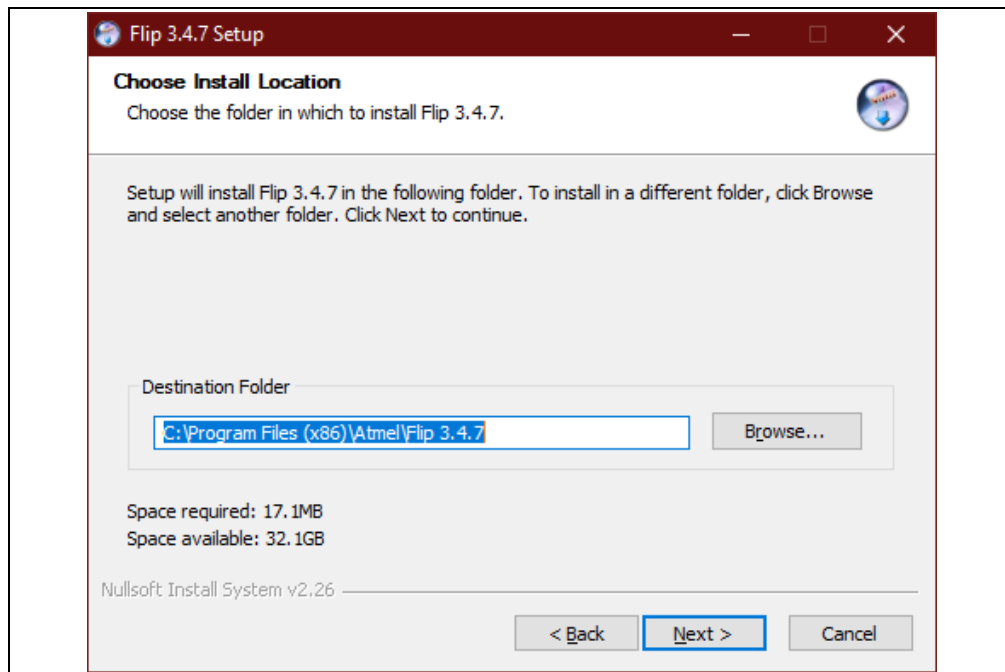 Flip 3.4.7 Setup
Choose Install Location
Choose the folder in which to install Flip 3.4.7.
Setup will install Flip 3.4.7 in the following folder. To install in a different folder, click Browse
and select another folder. Click Next to continue.
Destination Folder
C:\Program Files (x86)\Atmel\Flip 3.4.7
Browse...
Space required: 17.1MB
Space available: 32.1GB
Nullsoft Install System v2.26
< Back
Next >
Cancel